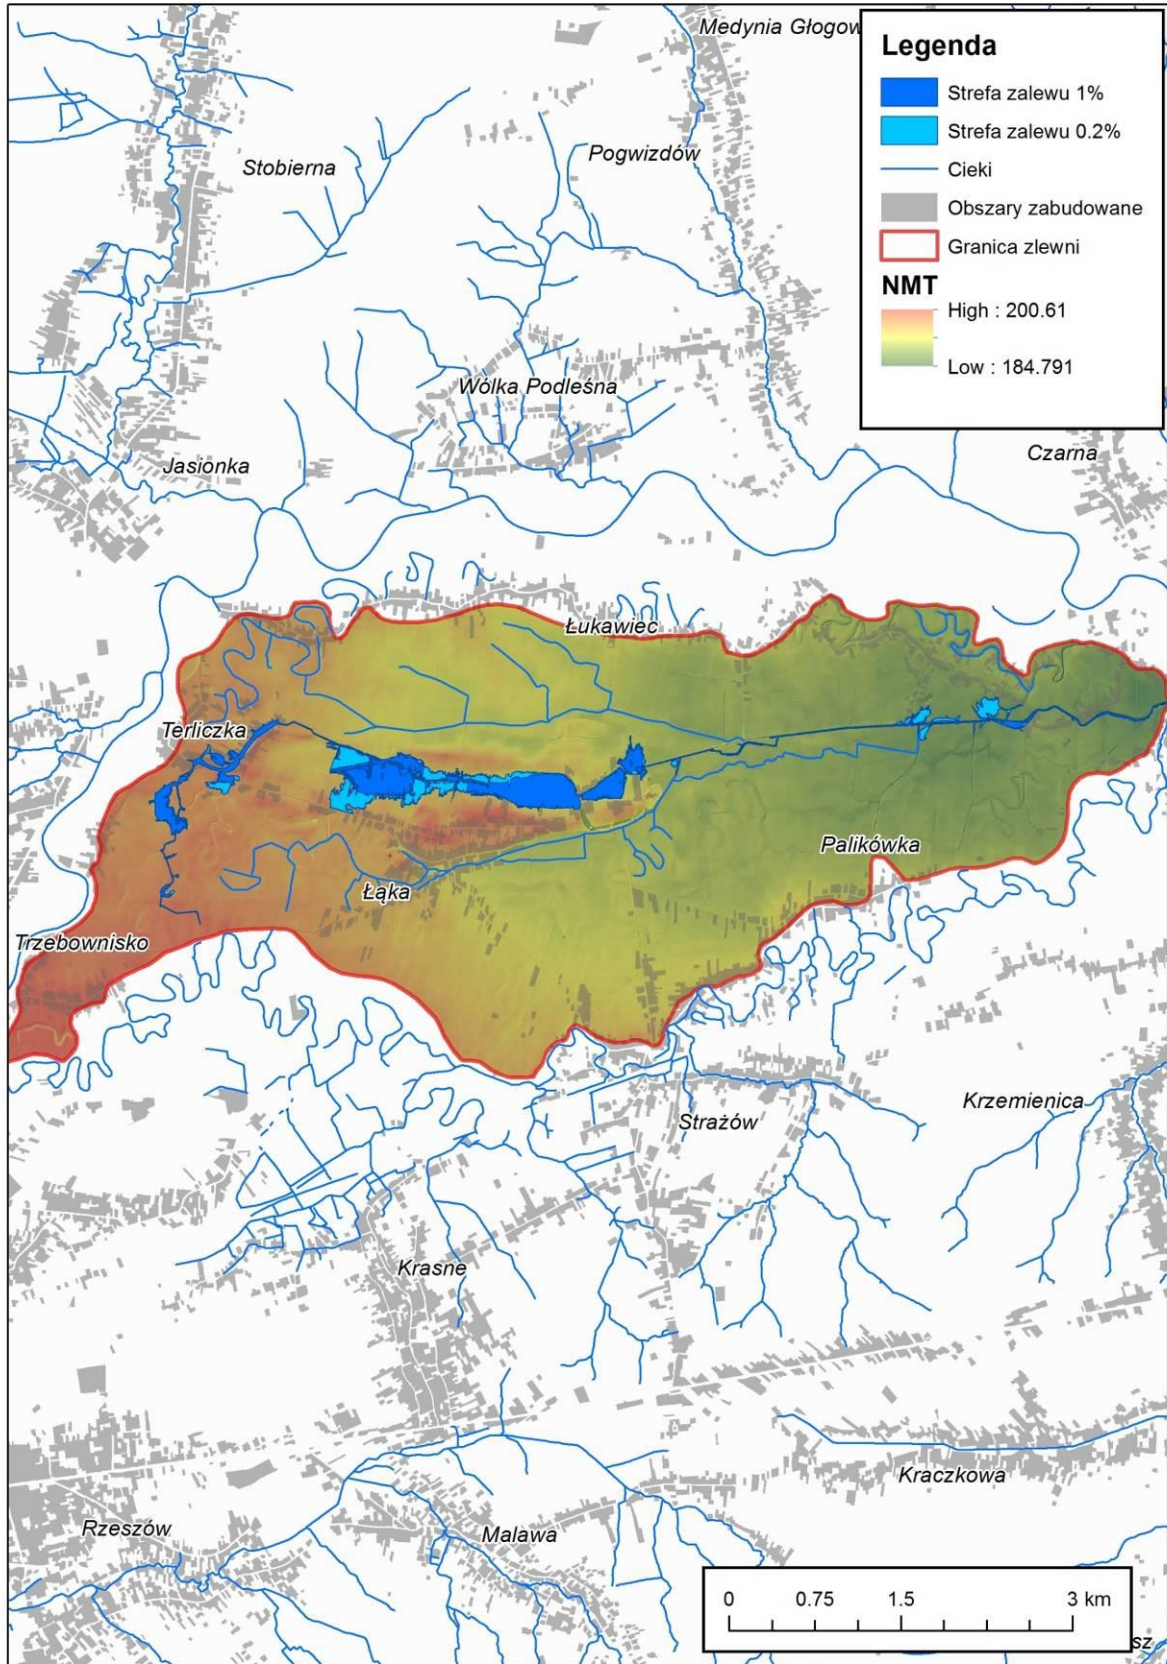 Medynia Głogow
Legenda
Strefa zalewu 1%
Strefa zalewu 0.2%
Cieki
Obszary zabudowane
Granica zlewni
NMT
High : 200.61
Low : 184.791
Stobierna
Pogwizdów
Wólka Podleśna
Jasionka
Czarna
Łukawiec
Terliczka
Palikówka
Łąka
Trzebownisko
Strażów
Krzemienica
Krasne
Kraczkowa
Rzeszów
Malawa
0 0.75 1.5 3 km
sz